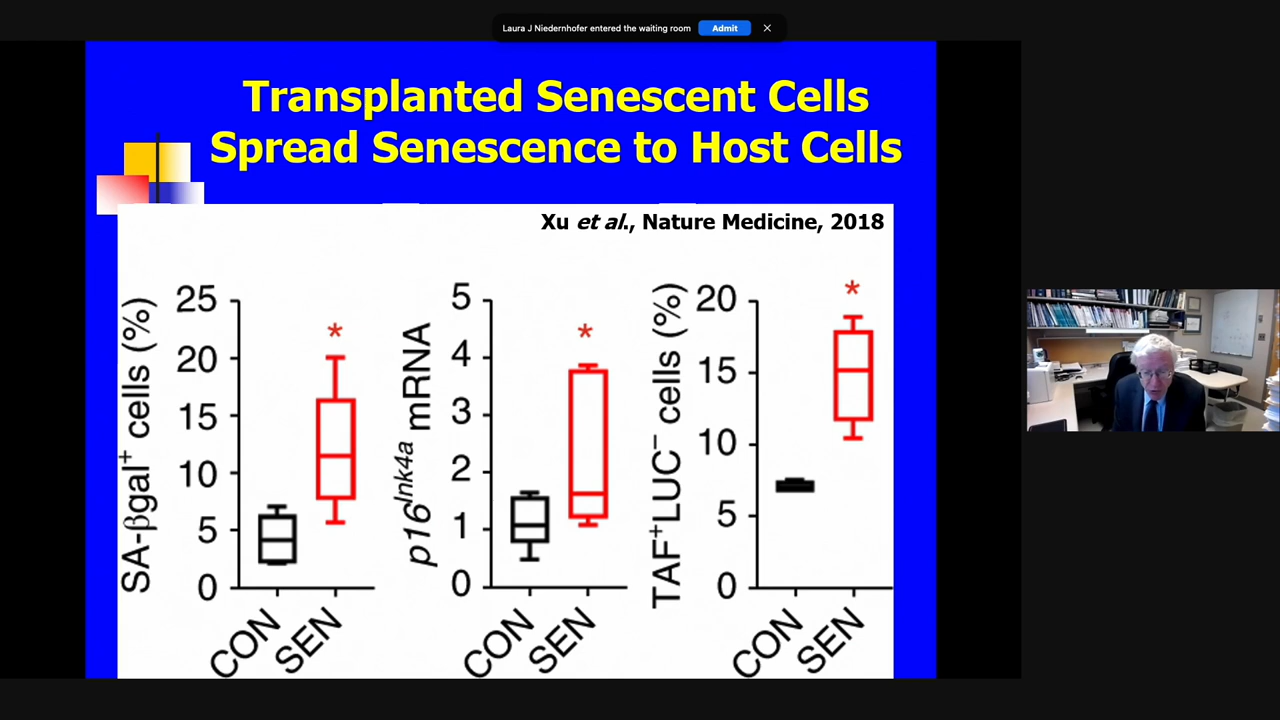 Laura J Niedernhofer entered the waiting room
Admit
Transplanted Senescent Cells
Spread Senescence to Host Cells
Xu et al., Nature Medicine, 2018
SA-βgal⁺ cells (%)
25
20
15
10
5
0
*
CON
SEN
p16ᴵⁿᵏ⁴ᵃ mRNA
5
4
3
2
1
0
*
CON
SEN
TAF⁺LUC⁻ cells (%)
20
15
10
5
0
*
CON
SEN